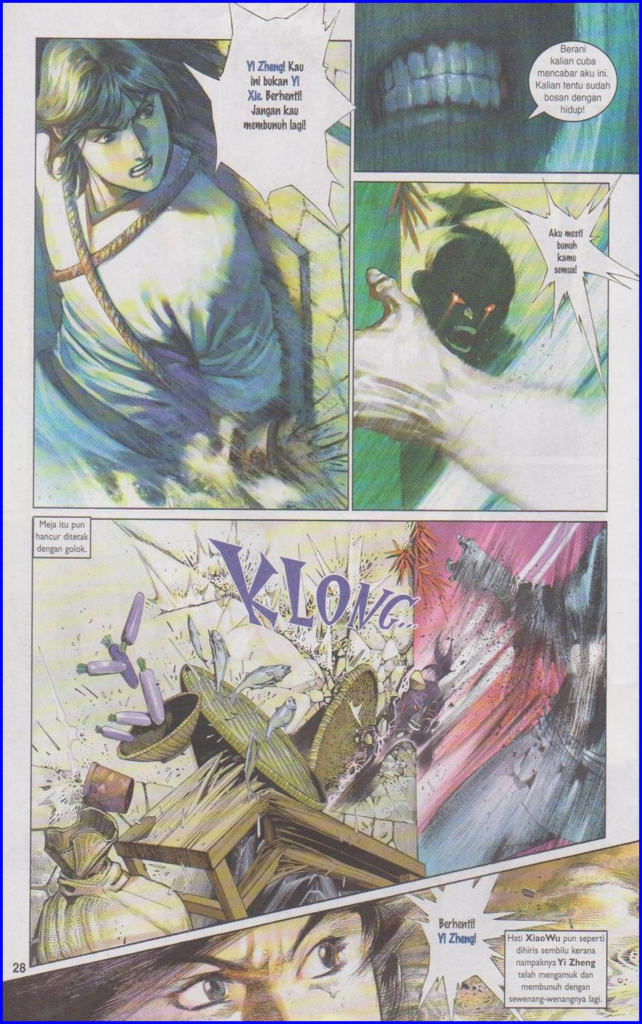 Yi Zheng! Kau
ini bukan Yi
Xie. Berhenti!
Jangan kau
membunuh lagi!
Berani
kalian cuba
mencabar aku ini.
Kalian tentu sudah
bosan dengan
hidup!
Aku mesti
bunuh
kamu
semua!
Meja itu pun
hancur ditetak
dengan golok.
KLONG...
Berhenti!
Yi Zheng!
Hati XiaoWu pun seperti
dihiris sembilu kerana
nampaknya Yi Zheng
telah mengamuk dan
membunuh dengan
sewenang-wenangnya lagi.
28